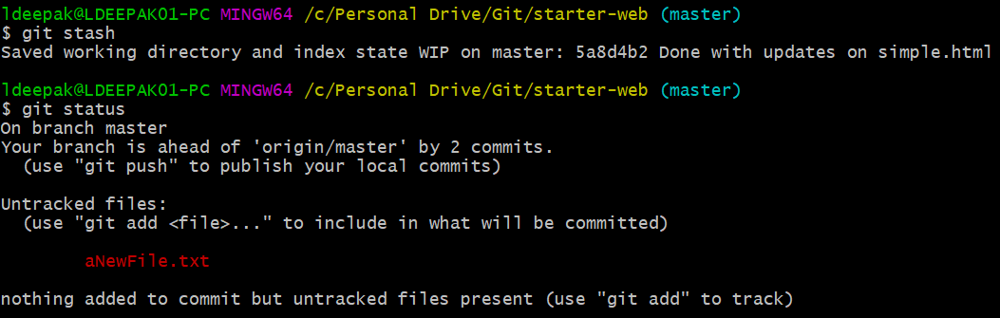 ldeepak@LDEEPAK01-PC MINGW64 /c/Personal Drive/Git/starter-web (master)
$ git stash
Saved working directory and index state WIP on master: 5a8d4b2 Done with updates on simple.html
ldeepak@LDEEPAK01-PC MINGW64 /c/Personal Drive/Git/starter-web (master)
$ git status
On branch master
Your branch is ahead of 'origin/master' by 2 commits.
  (use "git push" to publish your local commits)
Untracked files:
  (use "git add <file>..." to include in what will be committed)
        aNewFile.txt
nothing added to commit but untracked files present (use "git add" to track)